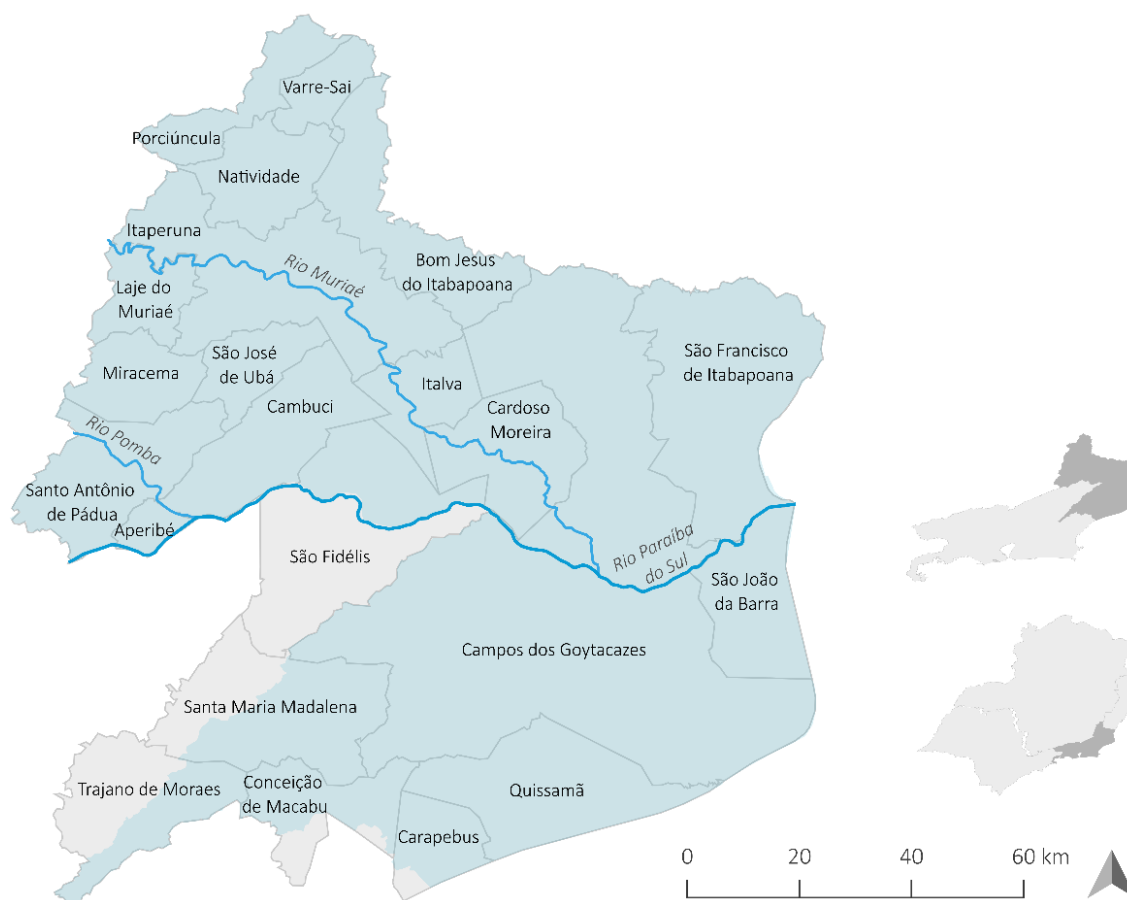 Varre-Sai
Porciúncula
Natividade
Itaperuna
Rio Muriaé
Bom Jesus
do Itabapoana
Laje do
Muriaé
São José
de Ubá
São Francisco
de Itabapoana
Miracema
Italva
Cambuci
Cardoso
Moreira
Rio Pomba
Santo Antônio
de Pádua
Aperibé
São Fidélis
Rio Paraíba
do Sul
São João
da Barra
Campos dos Goytacazes
Santa Maria Madalena
Trajano de Moraes
Conceição
de Macabu
Quissamã
Carapebus
0 20 40 60 km